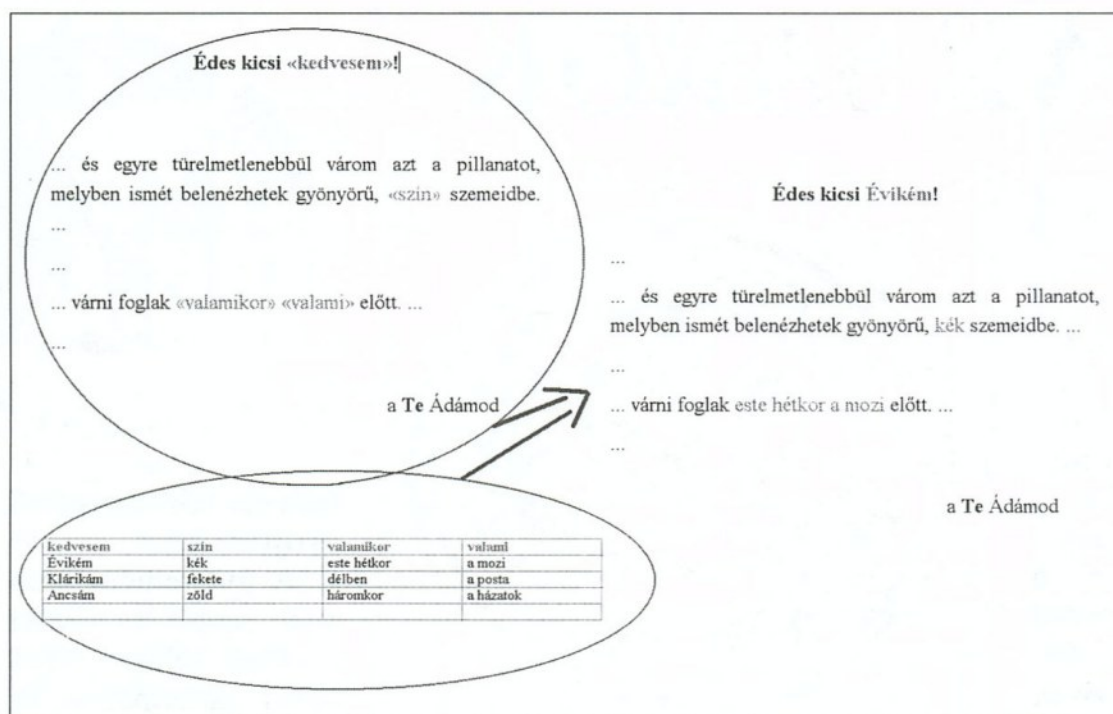 Édes kicsi «kedvesem»!
... és egyre türelmetlenebbül várom azt a pillanatot,
melyben ismét belenézhetek gyönyörű, «szín» szemeidbe.
...
...
... várni foglak «valamikor» «valami» előtt. ...
...
a Te Ádámod
kedvesem szín valamikor valami
Évikém kék este hétkor a mozi
Klárikám fekete délben a posta
Ancsám zöld háromkor a házatok
Édes kicsi Évikém!
...
... és egyre türelmetlenebbül várom azt a pillanatot,
melyben ismét belenézhetek gyönyörű, kék szemeidbe. ...
...
... várni foglak este hétkor a mozi előtt. ...
...
a Te Ádámod